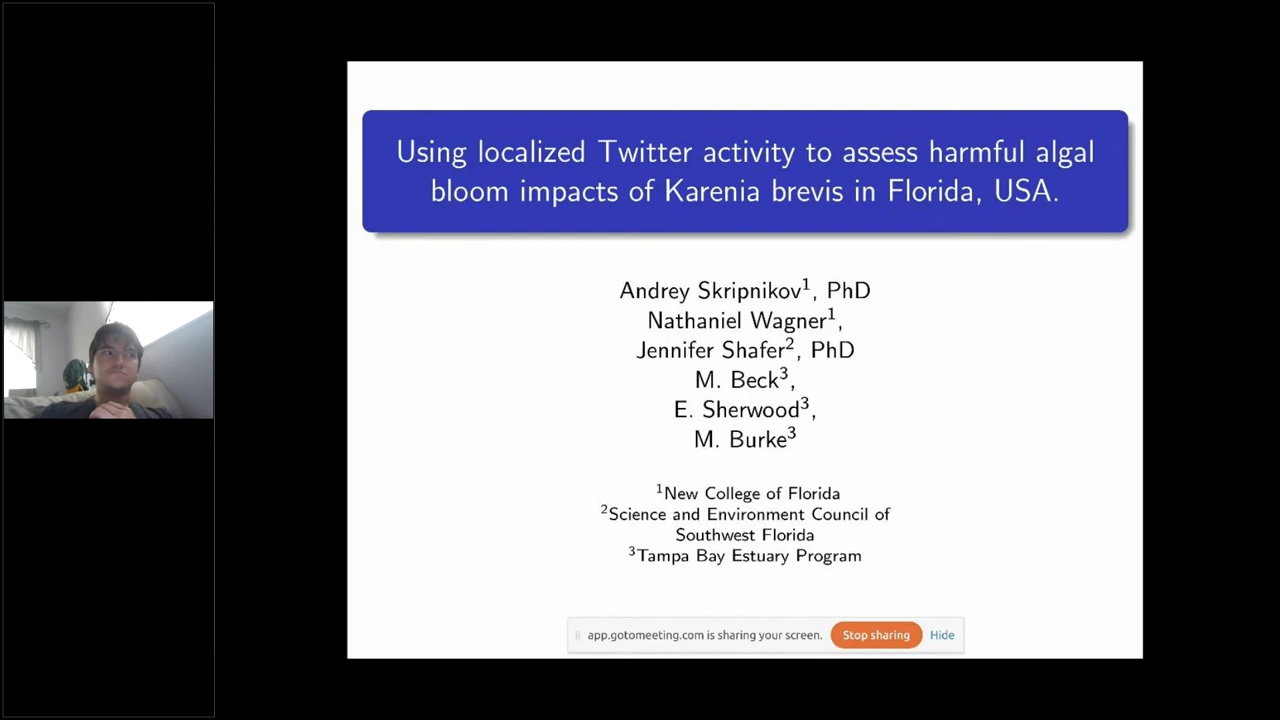 Using localized Twitter activity to assess harmful algal
bloom impacts of Karenia brevis in Florida, USA.
Andrey Skripnikov¹, PhD
Nathaniel Wagner¹,
Jennifer Shafer², PhD
M. Beck³,
E. Sherwood³,
M. Burke³
¹New College of Florida
²Science and Environment Council of
Southwest Florida
³Tampa Bay Estuary Program
app.gotomeeting.com is sharing your screen. Stop sharing Hide